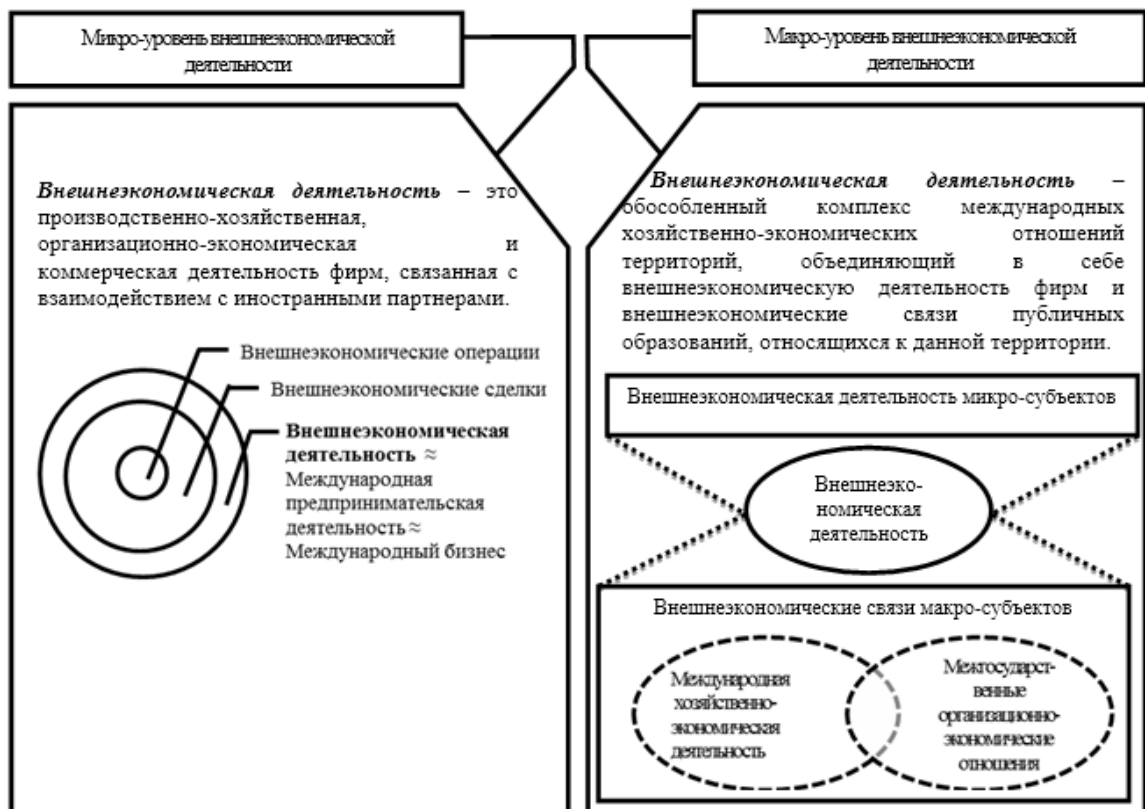 Микро-уровень внешнеэкономической
деятельности
Макро-уровень внешнеэкономической
деятельности
Внешнеэкономическая деятельность – это
производственно-хозяйственная,
организационно-экономическая и
коммерческая деятельность фирм, связанная с
взаимодействием с иностранными партнерами.
Внешнеэкономические операции
Внешнеэкономические сделки
Внешнеэкономическая
деятельность ≈
Международная
предпринимательская
деятельность ≈
Международный бизнес
Внешнеэкономическая деятельность –
обособленный комплекс международных
хозяйственно-экономических отношений
территорий, объединяющий в себе
внешнеэкономическую деятельность фирм и
внешнеэкономические связи публичных
образований, относящихся к данной территории.
Внешнеэкономическая деятельность микро-субъектов
Внешнеэко-
номическая
деятельность
Внешнеэкономические связи макро-субъектов
Международная
хозяйственно-
экономическая
деятельность
Межгосударст-
венные
организационно-
экономические
отношения